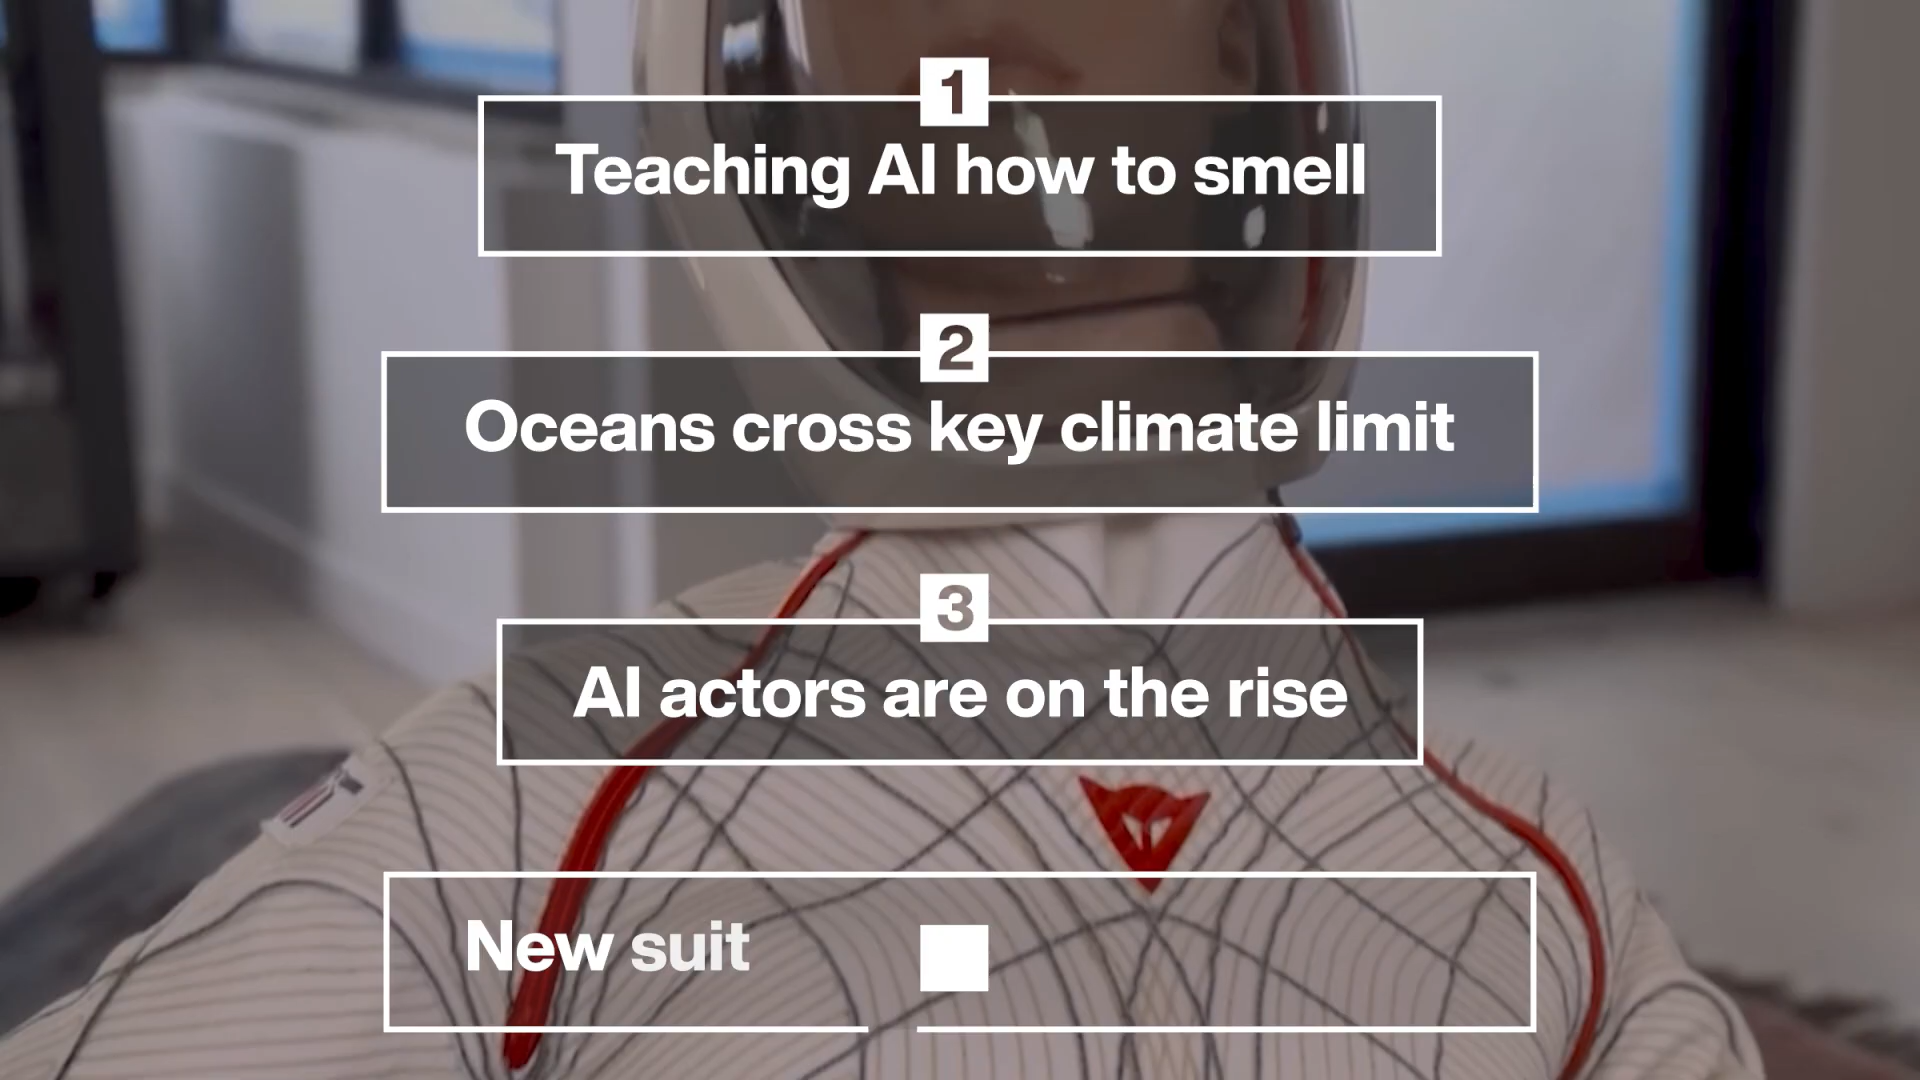 1
Teaching AI how to smell
2
Oceans cross key climate limit
3
AI actors are on the rise
New suit